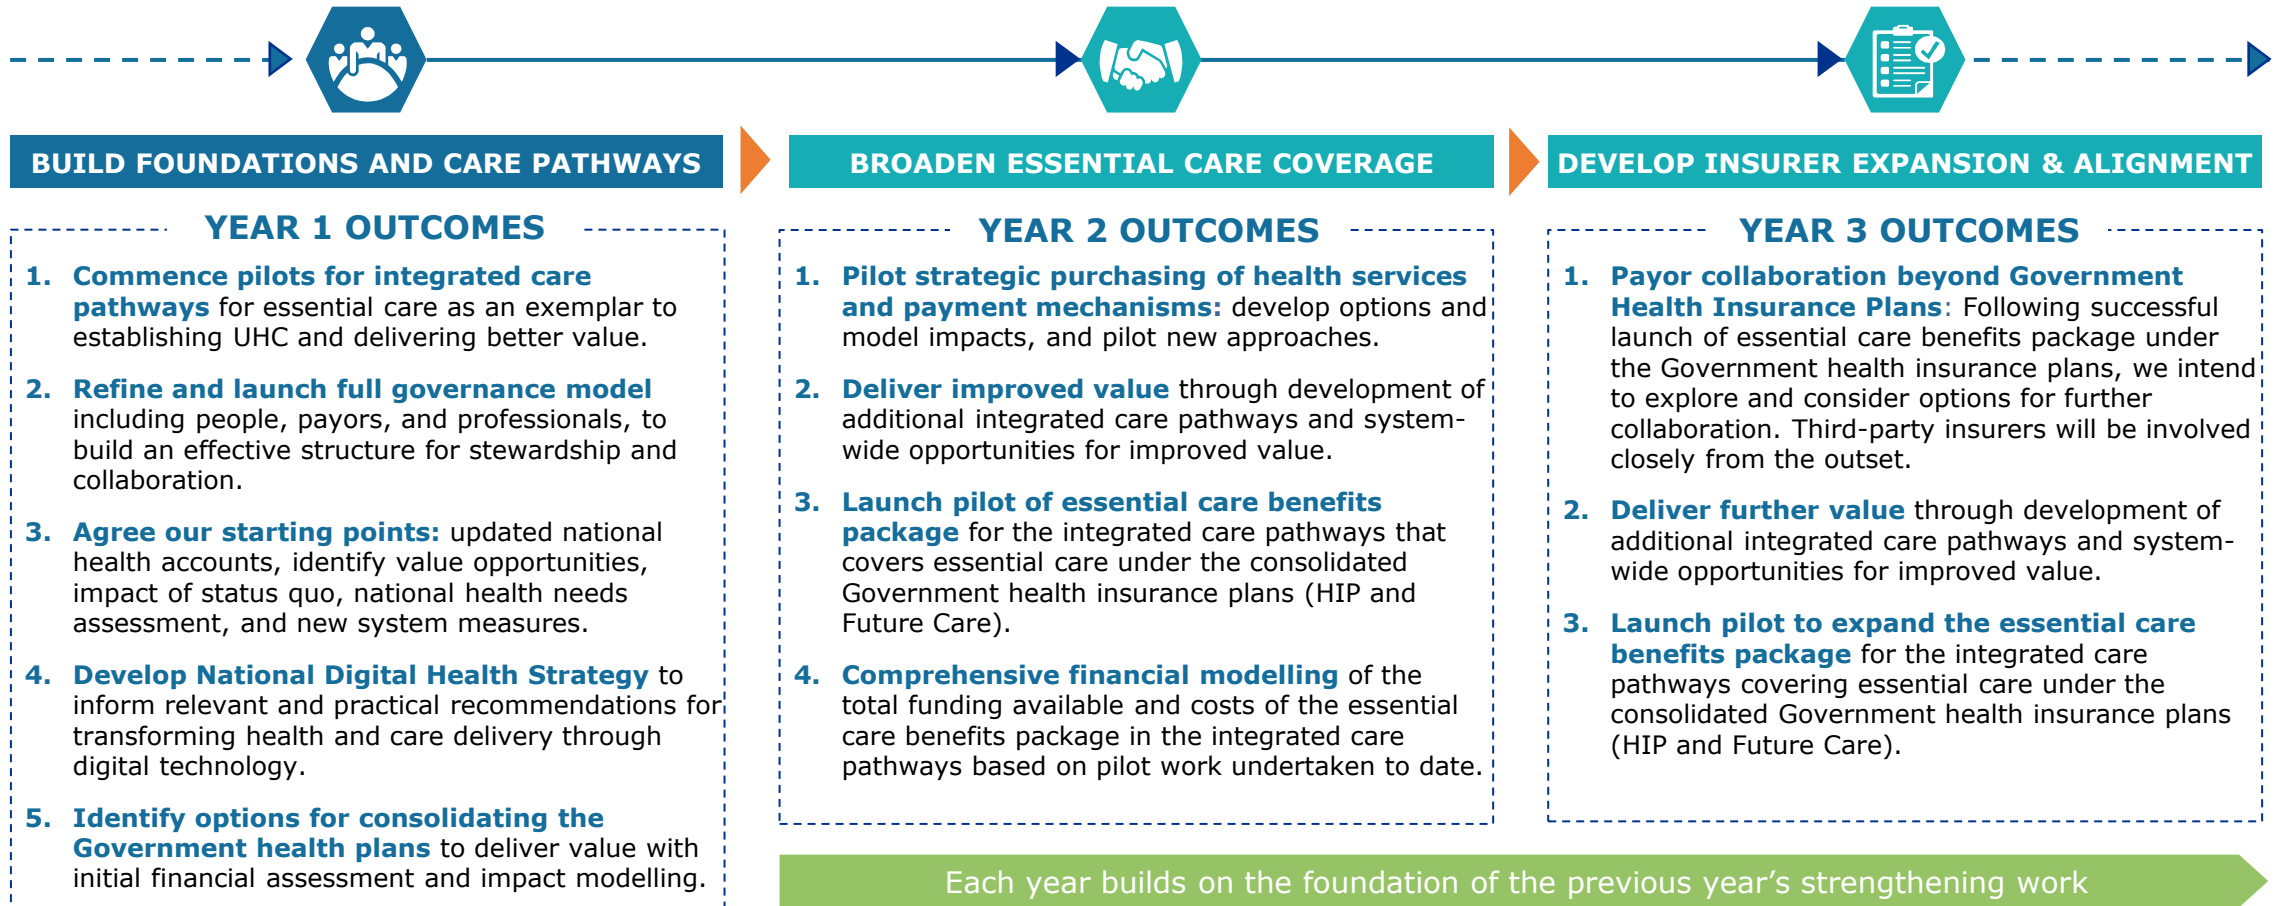 BUILD FOUNDATIONS AND CARE PATHWAYS
YEAR 1 OUTCOMES
1. Commence pilots for integrated care
pathways for essential care as an exemplar to
establishing UHC and delivering better value.
2. Refine and launch full governance model
including people, payors, and professionals, to
build an effective structure for stewardship and
collaboration.
3. Agree our starting points: updated national
health accounts, identify value opportunities,
impact of status quo, national health needs
assessment, and new system measures.
4. Develop National Digital Health Strategy to
inform relevant and practical recommendations for
transforming health and care delivery through
digital technology.
5. Identify options for consolidating the
Government health plans to deliver value with
initial financial assessment and impact modelling.
BROADEN ESSENTIAL CARE COVERAGE
YEAR 2 OUTCOMES
1. Pilot strategic purchasing of health services
and payment mechanisms: develop options and
model impacts, and pilot new approaches.
2. Deliver improved value through development of
additional integrated care pathways and system-
wide opportunities for improved value.
3. Launch pilot of essential care benefits
package for the integrated care pathways that
covers essential care under the consolidated
Government health insurance plans (HIP and
Future Care).
4. Comprehensive financial modelling of the
total funding available and costs of the essential
care benefits package in the integrated care
pathways based on pilot work undertaken to date.
DEVELOP INSURER EXPANSION & ALIGNMENT
YEAR 3 OUTCOMES
1. Payor collaboration beyond Government
Health Insurance Plans: Following successful
launch of essential care benefits package under
the Government health insurance plans, we intend
to explore and consider options for further
collaboration. Third-party insurers will be involved
closely from the outset.
2. Deliver further value through development of
additional integrated care pathways and system-
wide opportunities for improved value.
3. Launch pilot to expand the essential care
benefits package for the integrated care
pathways covering essential care under the
consolidated Government health insurance plans
(HIP and Future Care).
Each year builds on the foundation of the previous year’s strengthening work